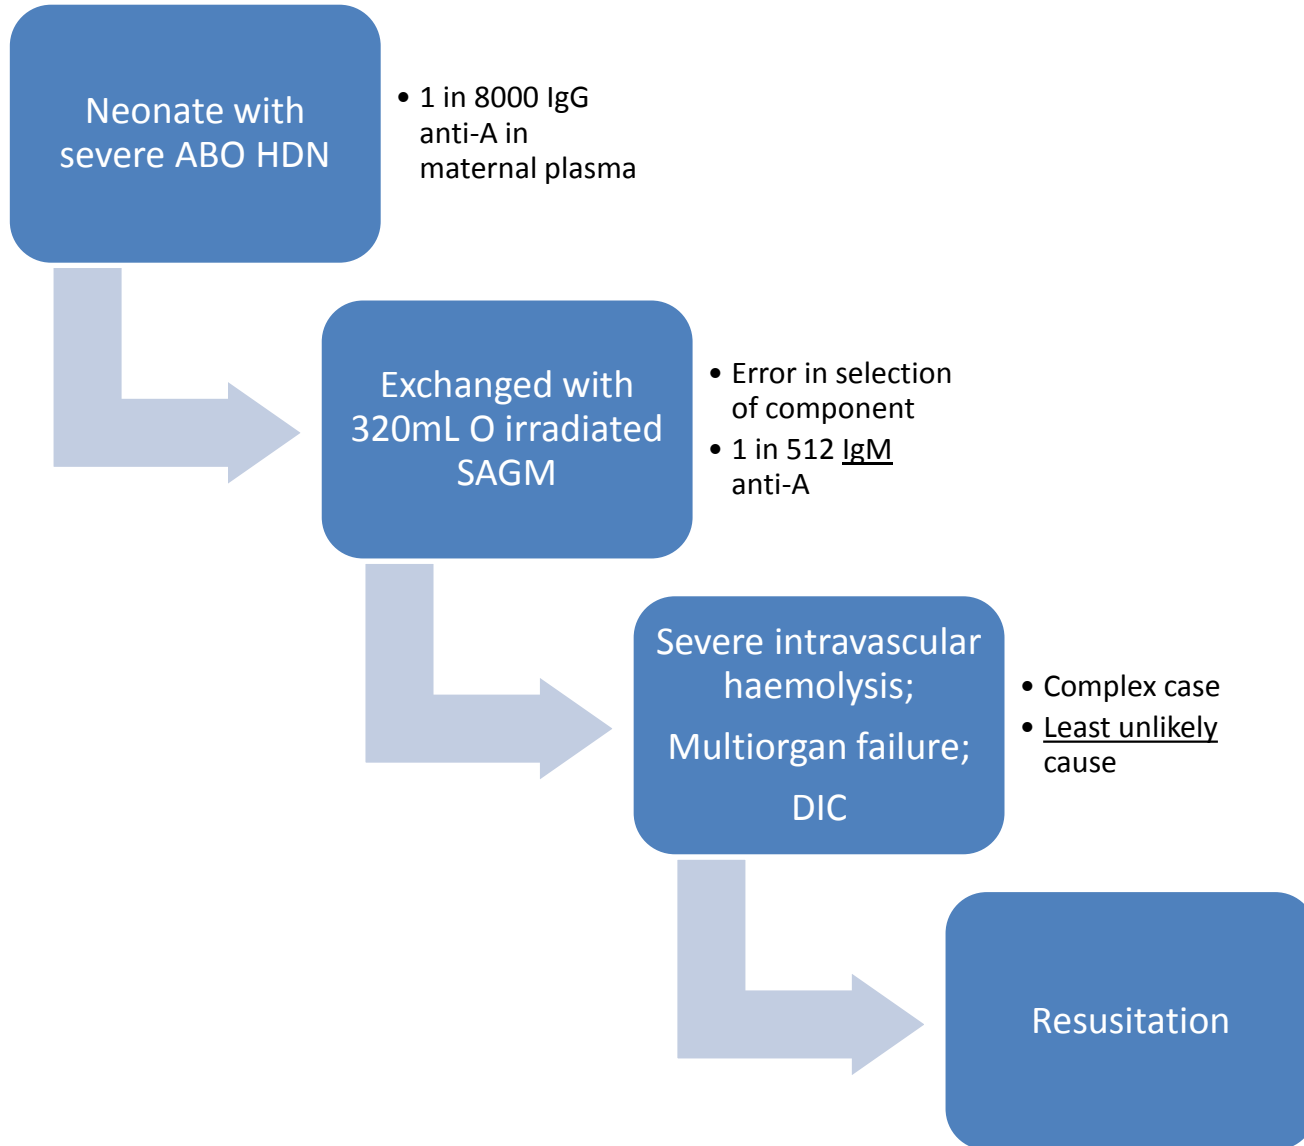 Neonate with
severe ABO HDN
• 1 in 8000 IgG
anti-A in
maternal plasma
Exchanged with
320mL O irradiated
SAGM
• Error in selection
of component
• 1 in 512 IgM
anti-A
Severe intravascular
haemolysis;
Multiorgan failure;
DIC
• Complex case
• Least unlikely
cause
Resusitation